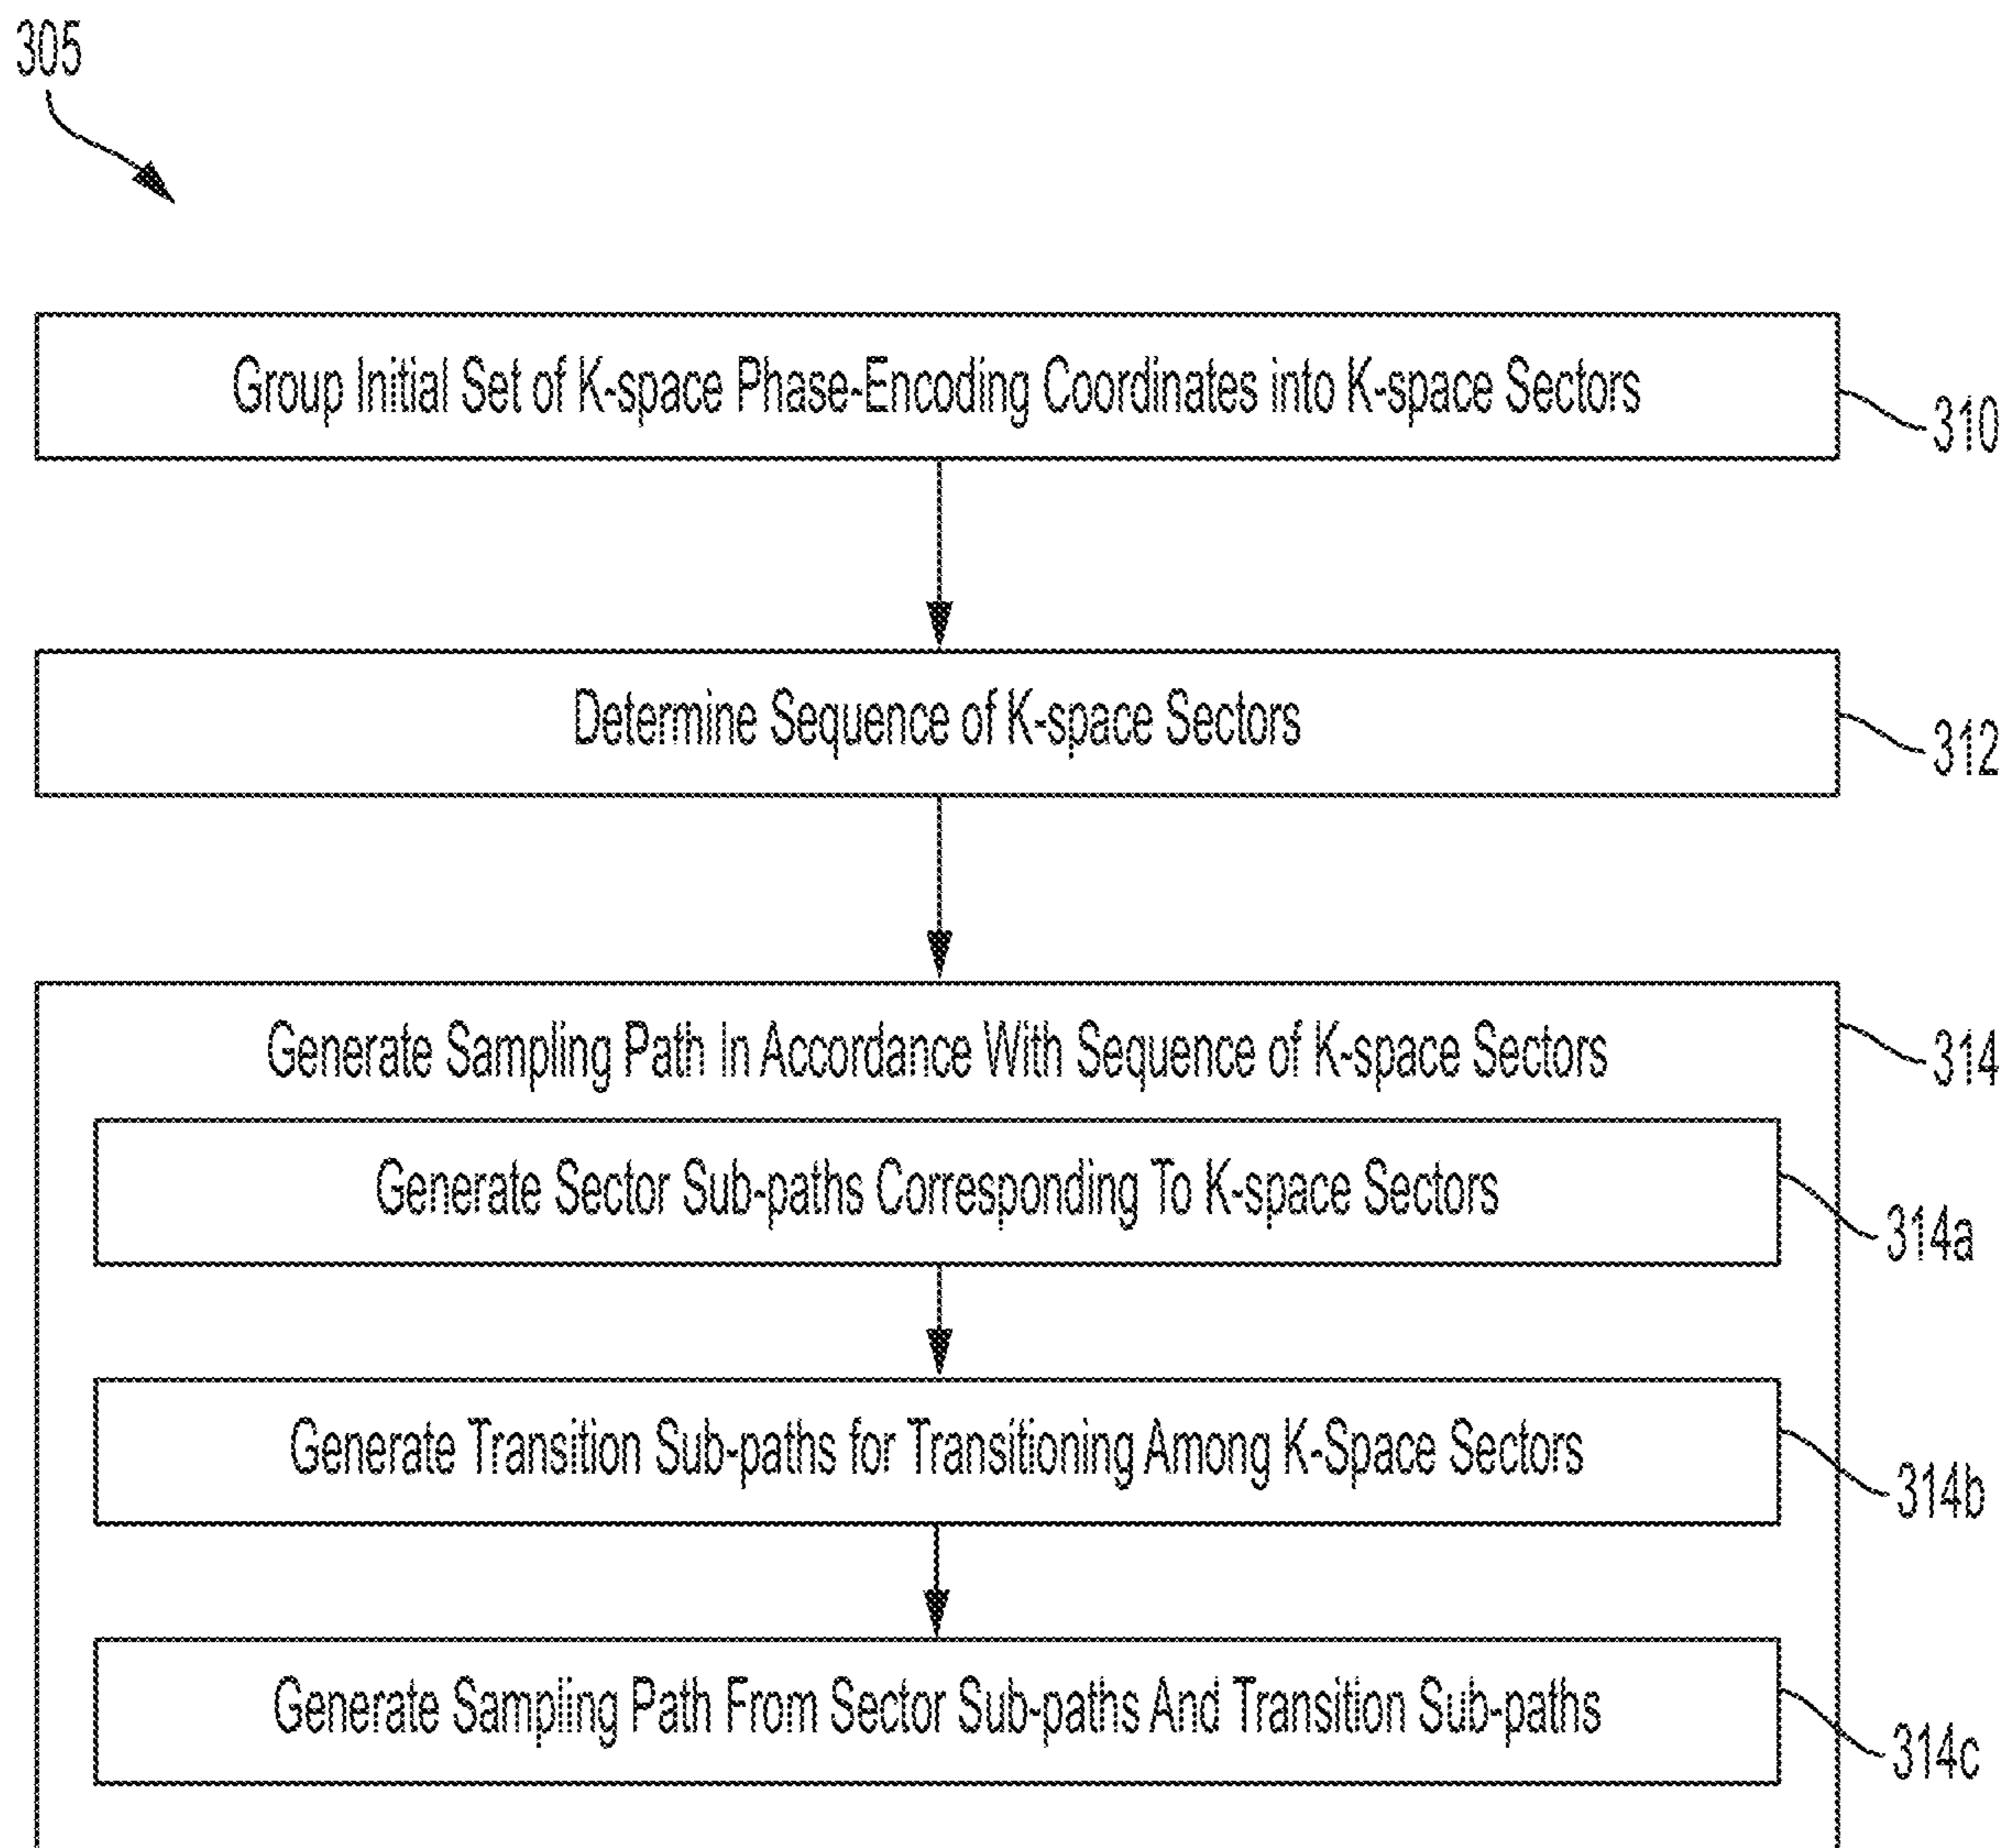 305
Group Initial Set of K-space Phase-Encoding Coordinates into K-space Sectors
310
Determine Sequence of K-space Sectors
312
Generate Sampling Path In Accordance With Sequence of K-space Sectors
314
Generate Sector Sub-paths Corresponding To K-space Sectors
314a
Generate Transition Sub-paths for Transitioning Among K-Space Sectors
314b
Generate Sampling Path From Sector Sub-paths And Transition Sub-paths
314c